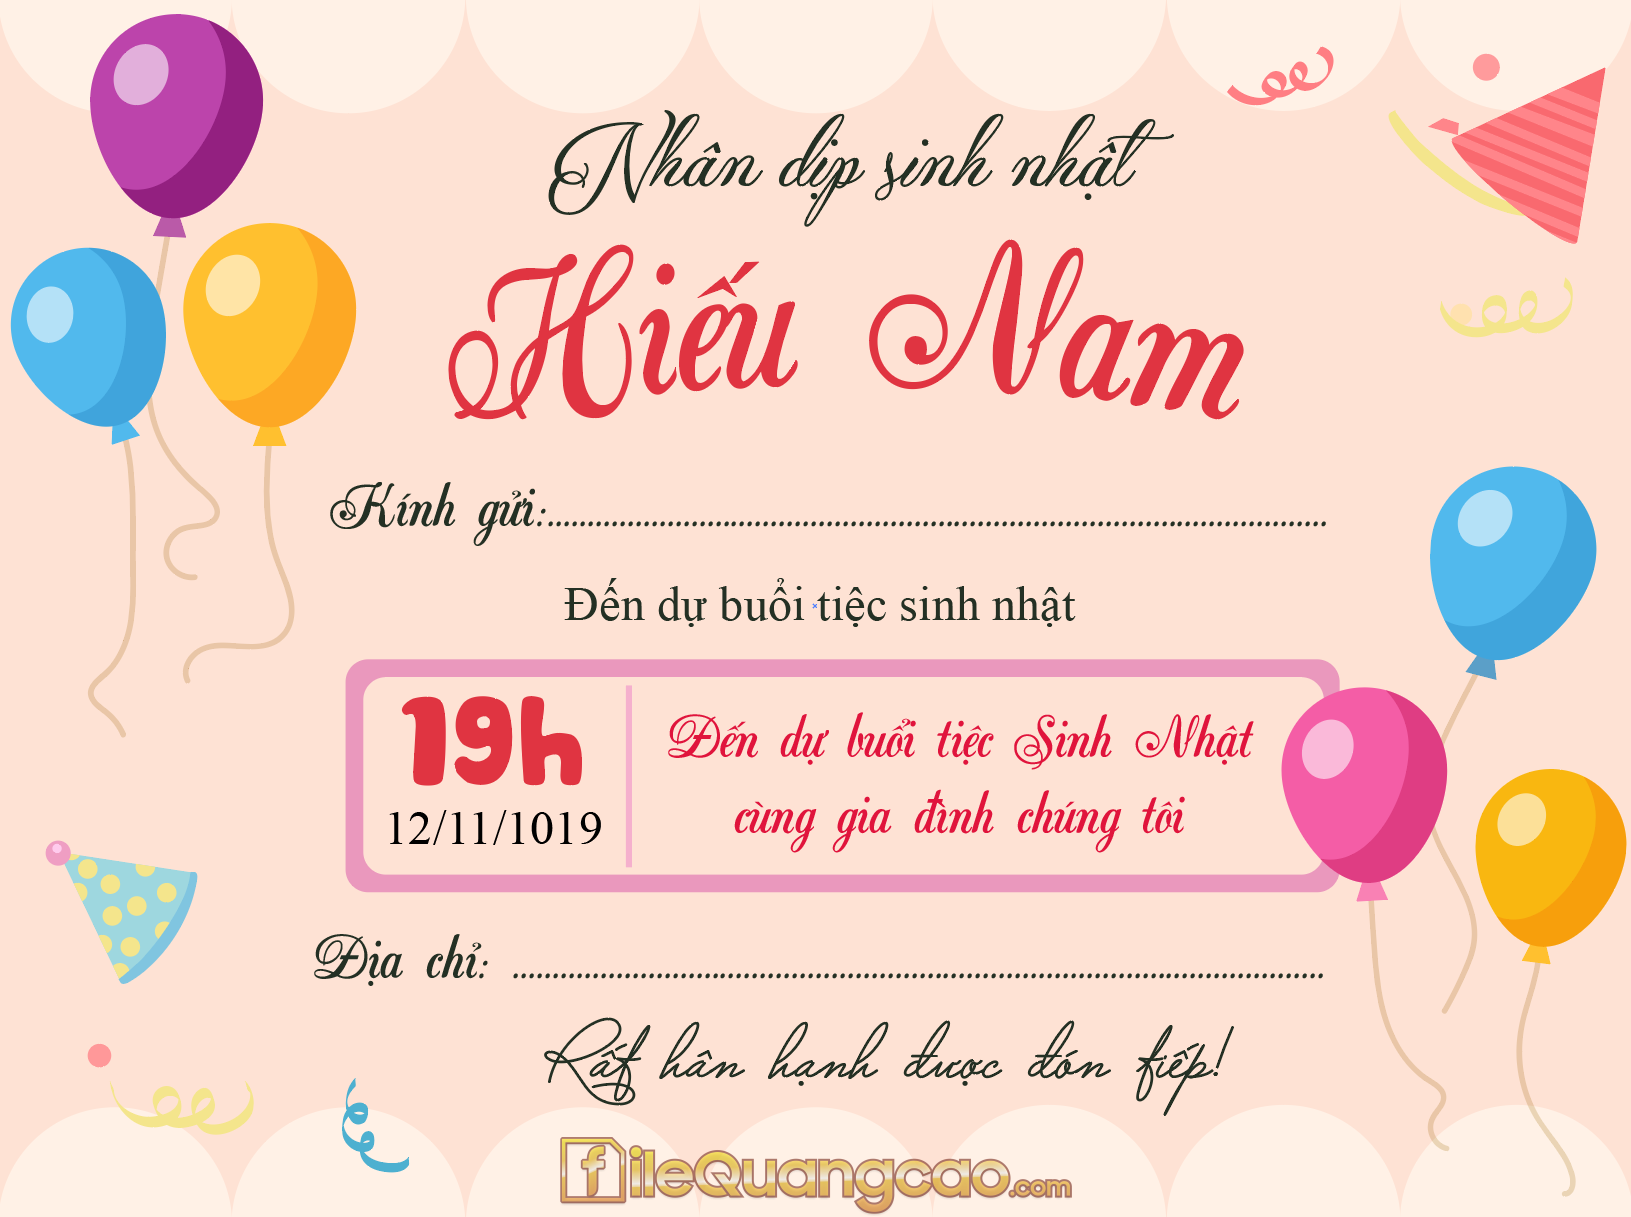 Nhân dịp sinh nhật
Hiếu Nam
Kính gửi:..................................................................................................
Đến dự buổi tiệc sinh nhật
19h
12/11/1019
Đến dự buổi tiệc Sinh Nhật
cùng gia đình chúng tôi
Địa chỉ: ......................................................................................................
Rất hân hạnh được đón tiếp!
fileQuangcao.com